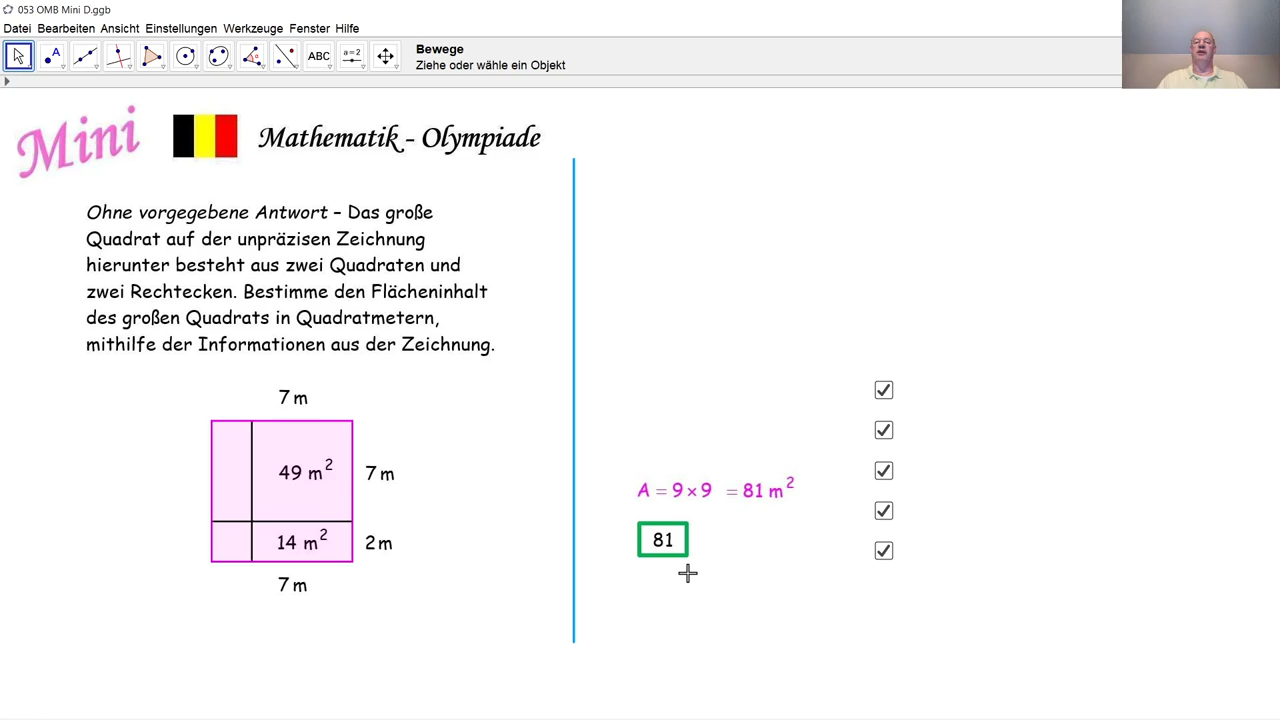 053 OMB Mini D.ggb
Datei Bearbeiten Ansicht Einstellungen Werkzeuge Fenster Hilfe
A ABC a=2
Bewege
Ziehe oder wähle ein Objekt
Mini
Mathematik - Olympiade
Ohne vorgegebene Antwort – Das große
Quadrat auf der unpräzisen Zeichnung
hierunter besteht aus zwei Quadraten und
zwei Rechtecken. Bestimme den Flächeninhalt
des großen Quadrats in Quadratmetern,
mithilfe der Informationen aus der Zeichnung.
7 m
49 m² 7 m
14 m² 2 m
7 m
A = 9 × 9 = 81 m²
81